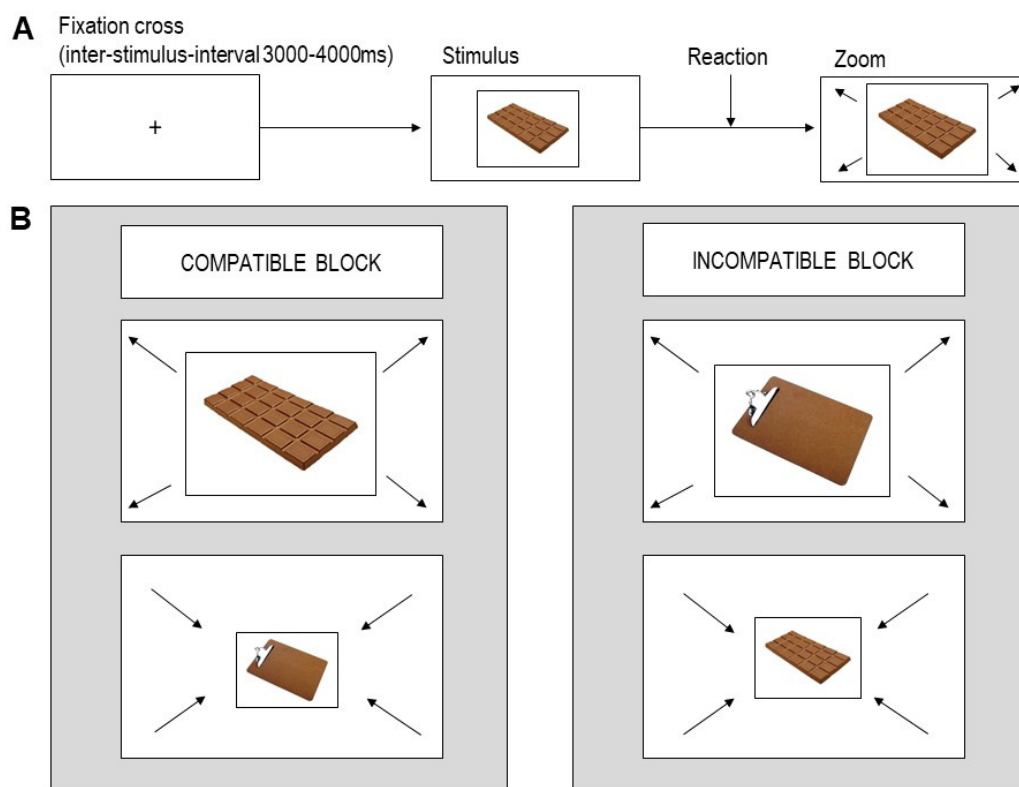 A
Fixation cross
(inter-stimulus-interval 3000-4000ms)
Stimulus
Reaction
Zoom
+
B
COMPATIBLE BLOCK
INCOMPATIBLE BLOCK